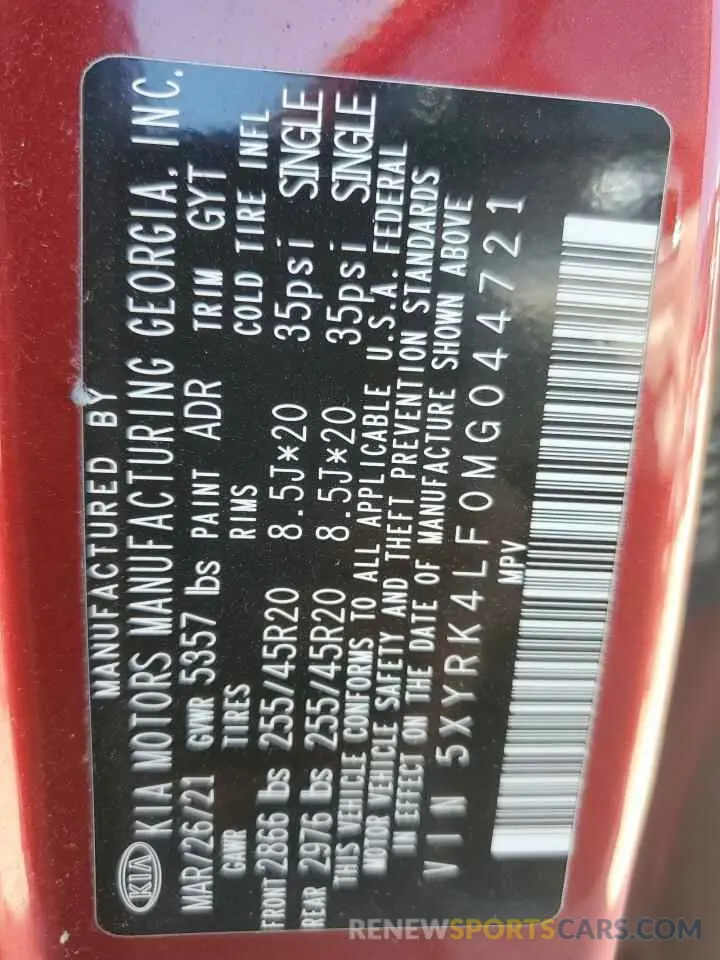 MANUFACTURED BY
KIA KIA MOTORS MANUFACTURING GEORGIA, INC.
MAR/26/21 GVWR 5357 lbs PAINT ADR TRIM GYT
GAWR TIRES RIMS COLD TIRE INFL
FRONT 2866 lbs 255/45R20 8.5J*20 35psi SINGLE
REAR 2976 lbs 255/45R20 8.5J*20 35psi SINGLE
THIS VEHICLE CONFORMS TO ALL APPLICABLE U.S.A. FEDERAL
MOTOR VEHICLE SAFETY AND THEFT PREVENTION STANDARDS
IN EFFECT ON THE DATE OF MANUFACTURE SHOWN ABOVE
VIN 5XYRK4LF0MG044721
MPV
RENEWSPORTSCARS.COM